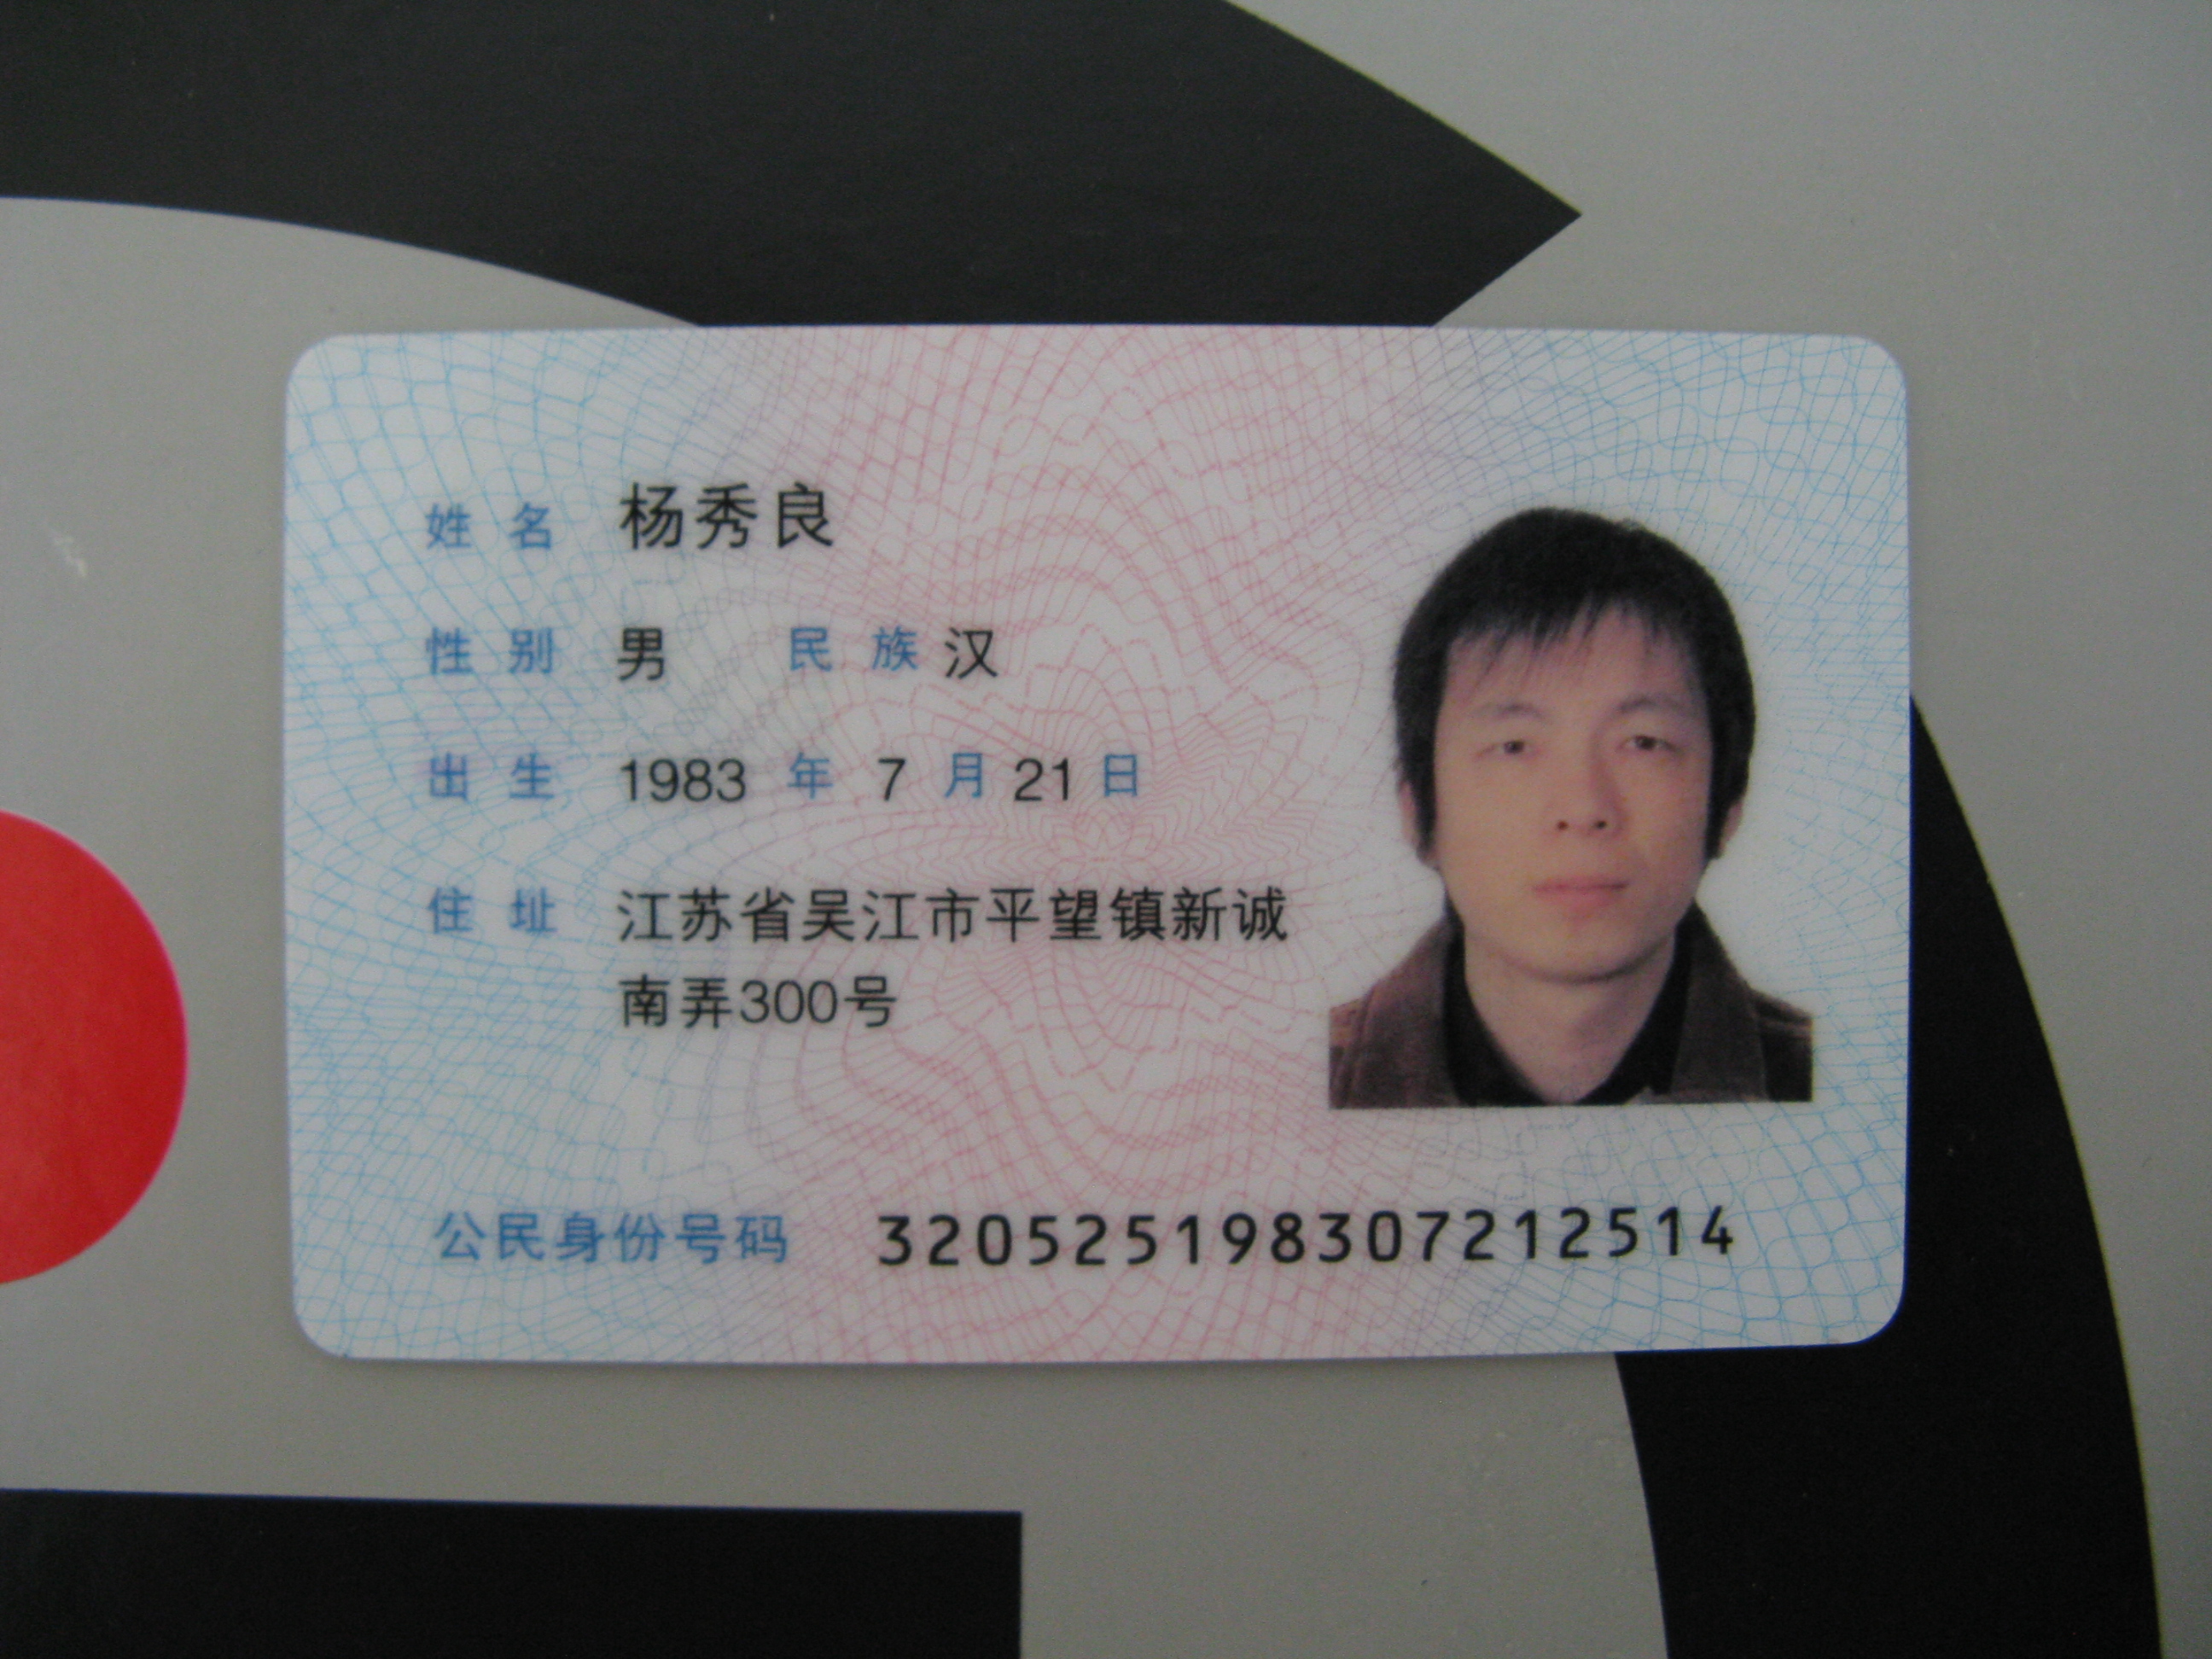 姓名 杨秀良
性别 男 民族 汉
出生 1983 年 7 月 21 日
住址 江苏省吴江市平望镇新诚
南弄300号
公民身份号码 320525198307212514